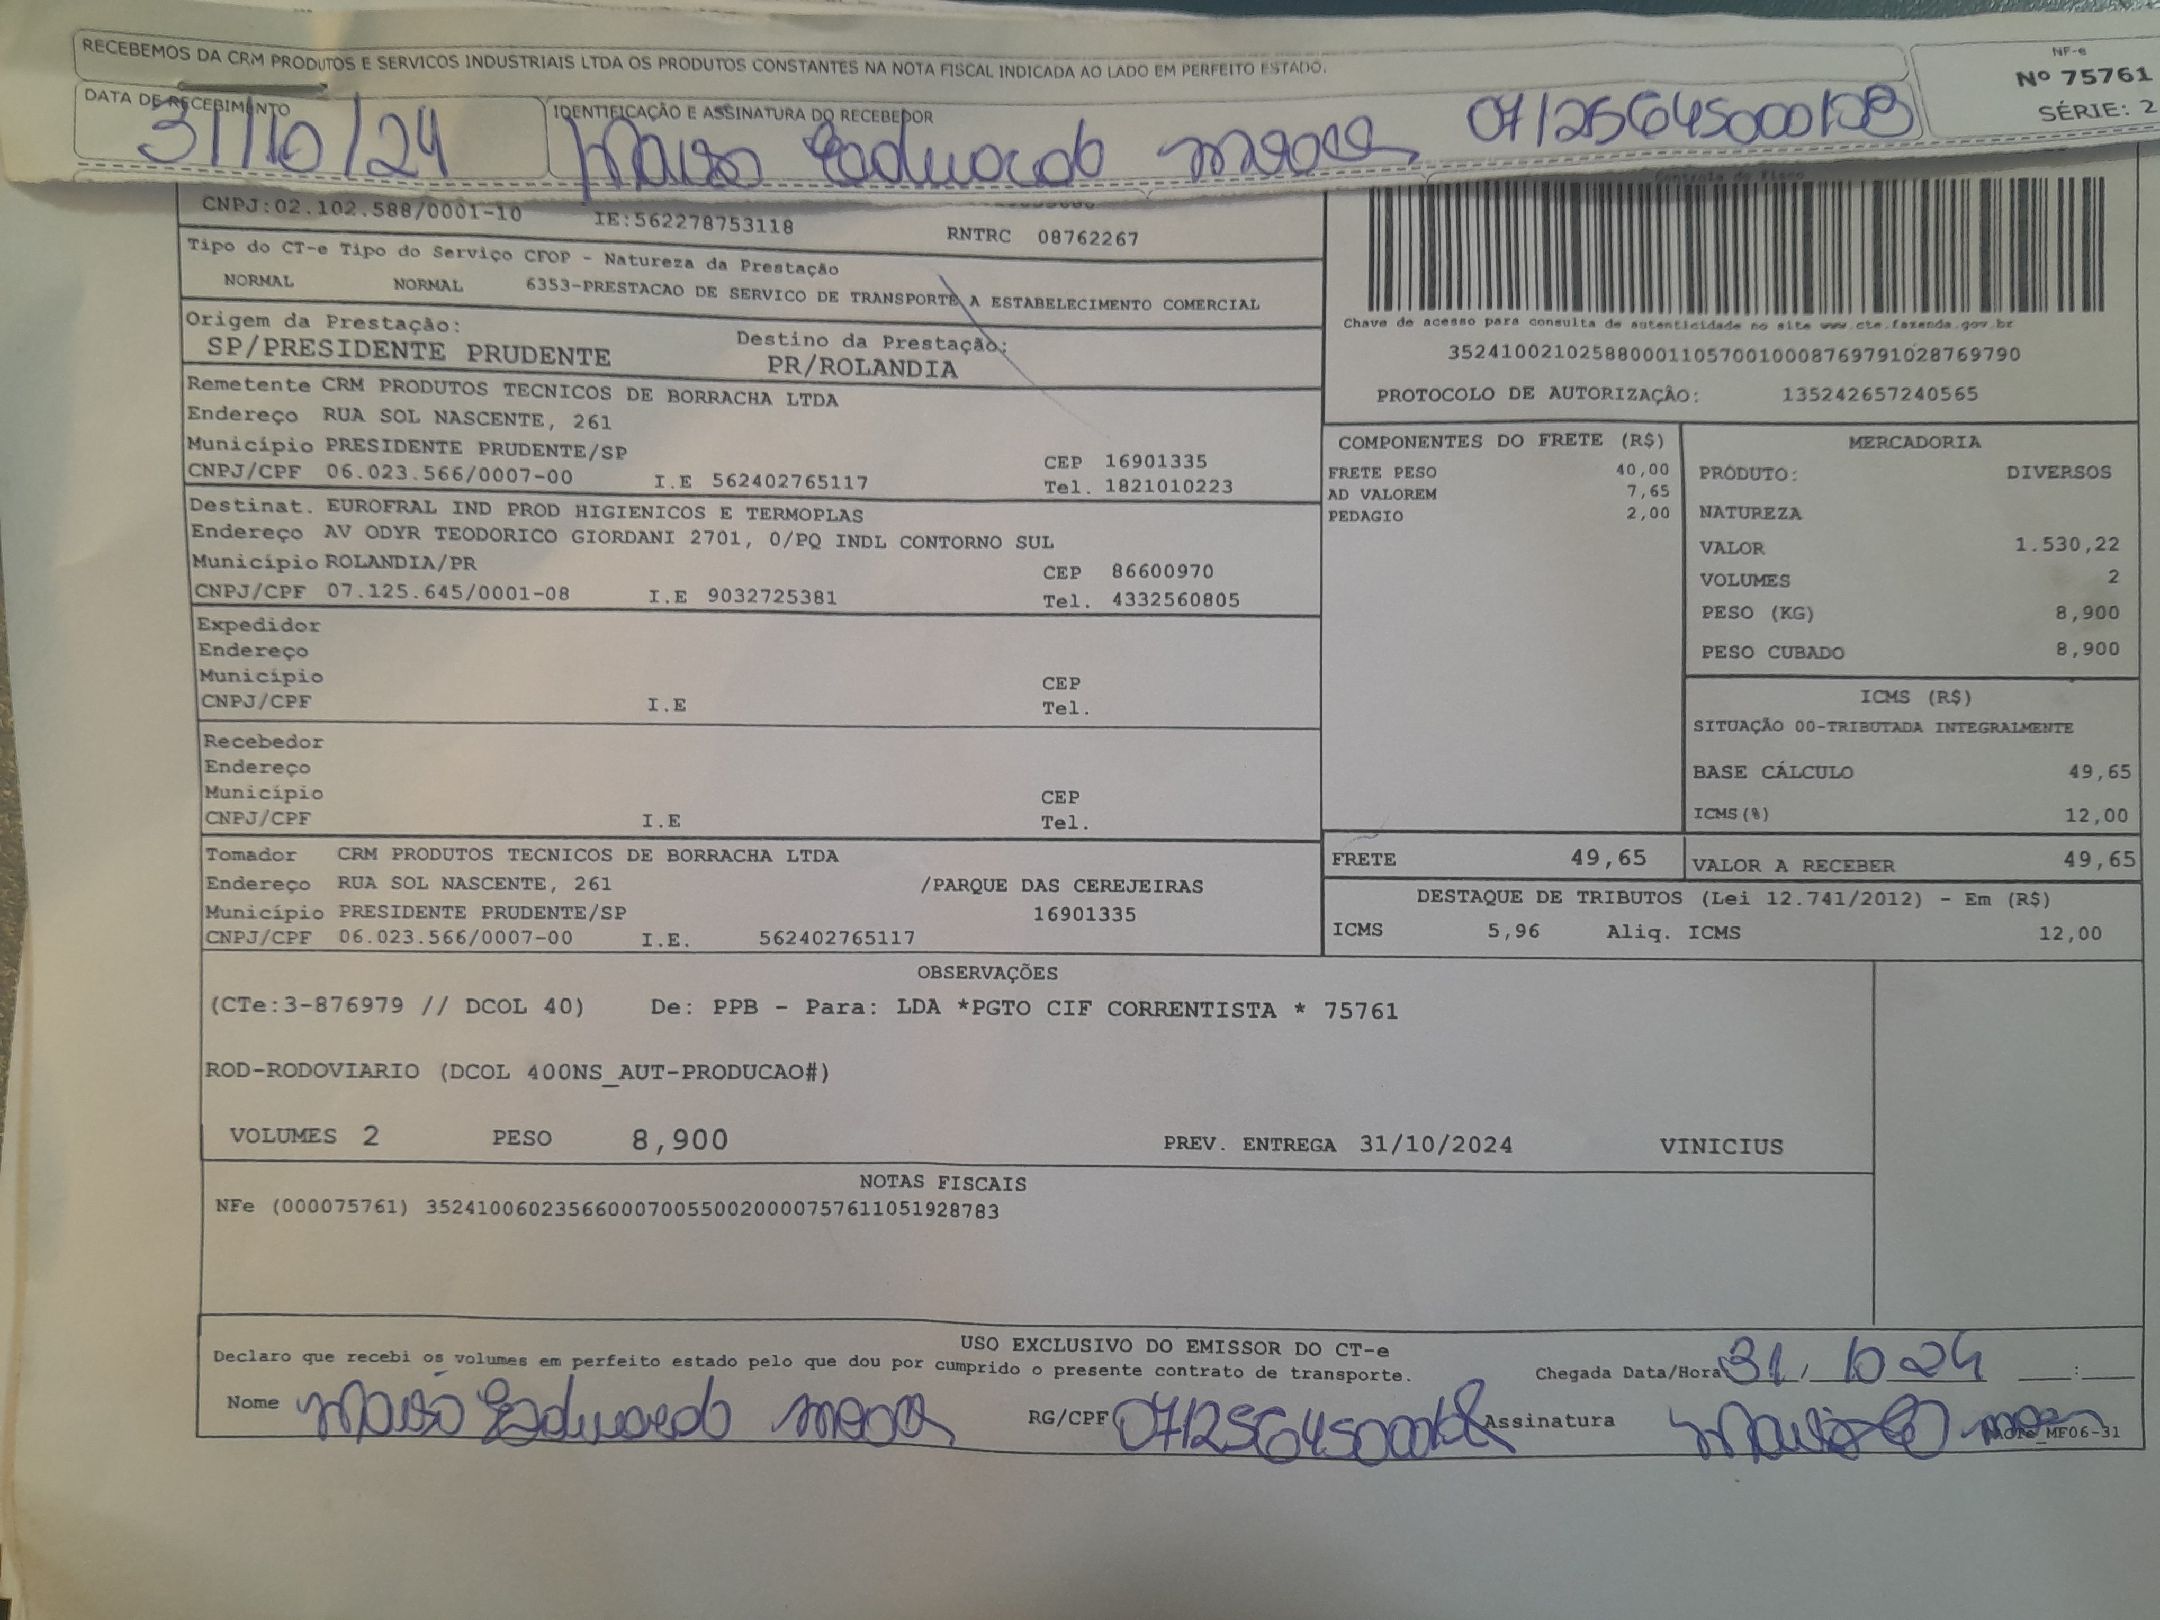 RECEBEMOS DA CRM PRODUTOS E SERVICOS INDUSTRIAIS LTDA OS PRODUTOS CONSTANTES NA NOTA FISCAL INDICADA AO LADO EM PERFEITO ESTADO.
NF-e
Nº 75761
SÉRIE: 2
DATA DE RECEBIMENTO
31/10/24
IDENTIFICAÇÃO E ASSINATURA DO RECEBEDOR
Eduardo 07125645000108
Controle do Fisco
CNPJ:02.102.588/0001-10 IE:562278753118 RNTRC 08762267
Tipo do CT-e Tipo do Serviço CFOP - Natureza da Prestação
NORMAL NORMAL 6353-PRESTACAO DE SERVICO DE TRANSPORTE A ESTABELECIMENTO COMERCIAL
Origem da Prestação: Destino da Prestação:
SP/PRESIDENTE PRUDENTE PR/ROLANDIA
Chave de acesso para consulta de autenticidade no site www.cte.fazenda.gov.br
35241002102588000110570010008769791028769790
PROTOCOLO DE AUTORIZAÇÃO: 135242657240565
Remetente CRM PRODUTOS TECNICOS DE BORRACHA LTDA
Endereço RUA SOL NASCENTE, 261
Município PRESIDENTE PRUDENTE/SP CEP 16901335
CNPJ/CPF 06.023.566/0007-00 I.E 562402765117 Tel. 1821010223
Destinat. EUROFRAL IND PROD HIGIENICOS E TERMOPLAS
Endereço AV ODYR TEODORICO GIORDANI 2701, 0/PQ INDL CONTORNO SUL
Município ROLANDIA/PR CEP 86600970
CNPJ/CPF 07.125.645/0001-08 I.E 9032725381 Tel. 4332560805
Expedidor
Endereço
Município CEP
CNPJ/CPF I.E Tel.
Recebedor
Endereço
Município CEP
CNPJ/CPF I.E Tel.
Tomador CRM PRODUTOS TECNICOS DE BORRACHA LTDA
Endereço RUA SOL NASCENTE, 261 /PARQUE DAS CEREJEIRAS
Município PRESIDENTE PRUDENTE/SP 16901335
CNPJ/CPF 06.023.566/0007-00 I.E. 562402765117
COMPONENTES DO FRETE (R$)
FRETE PESO 40,00
AD VALOREM 7,65
PEDAGIO 2,00
MERCADORIA
PRODUTO: DIVERSOS
NATUREZA
VALOR 1.530,22
VOLUMES 2
PESO (KG) 8,900
PESO CUBADO 8,900
ICMS (R$)
SITUAÇÃO 00-TRIBUTADA INTEGRALMENTE
BASE CÁLCULO 49,65
ICMS(%) 12,00
FRETE 49,65 VALOR A RECEBER 49,65
DESTAQUE DE TRIBUTOS (Lei 12.741/2012) - Em (R$)
ICMS 5,96 Aliq. ICMS 12,00
OBSERVAÇÕES
(CTe:3-876979 // DCOL 40) De: PPB - Para: LDA *PGTO CIF CORRENTISTA * 75761
ROD-RODOVIARIO (DCOL 400NS_AUT-PRODUCAO#)
VOLUMES 2 PESO 8,900 PREV. ENTREGA 31/10/2024 VINICIUS
NOTAS FISCAIS
NFe (000075761) 35241006023566000700550020000757611051928783
USO EXCLUSIVO DO EMISSOR DO CT-e
Declaro que recebi os volumes em perfeito estado pelo que dou por cumprido o presente contrato de transporte. Chegada Data/Hora 31/10 24 __:__
Nome Eduardo RG/CPF 07125645000108 Assinatura
MF06-31